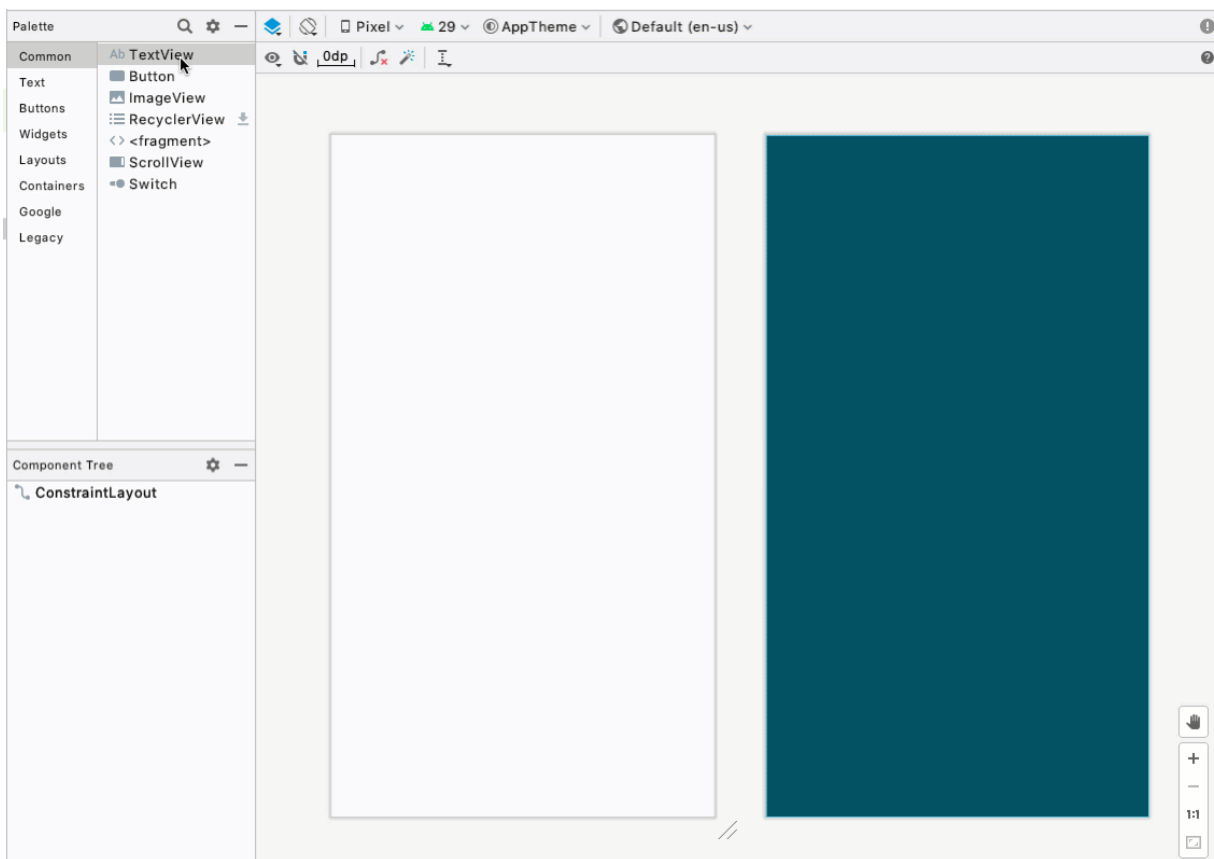 Palette
Pixel
29
AppTheme
Default (en-us)
Common
Text
Buttons
Widgets
Layouts
Containers
Google
Legacy
Ab TextView
Button
ImageView
RecyclerView
<fragment>
ScrollView
Switch
0dp
?
Component Tree
ConstraintLayout
1:1